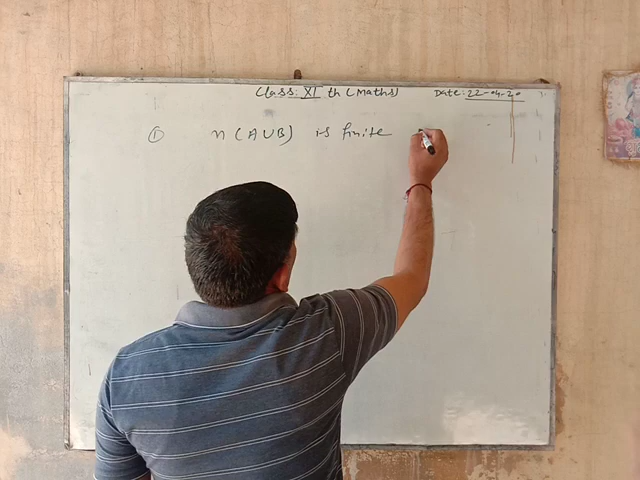 Class: XI th (Maths) Date: 22-04-20
① n(A∪B) is finite